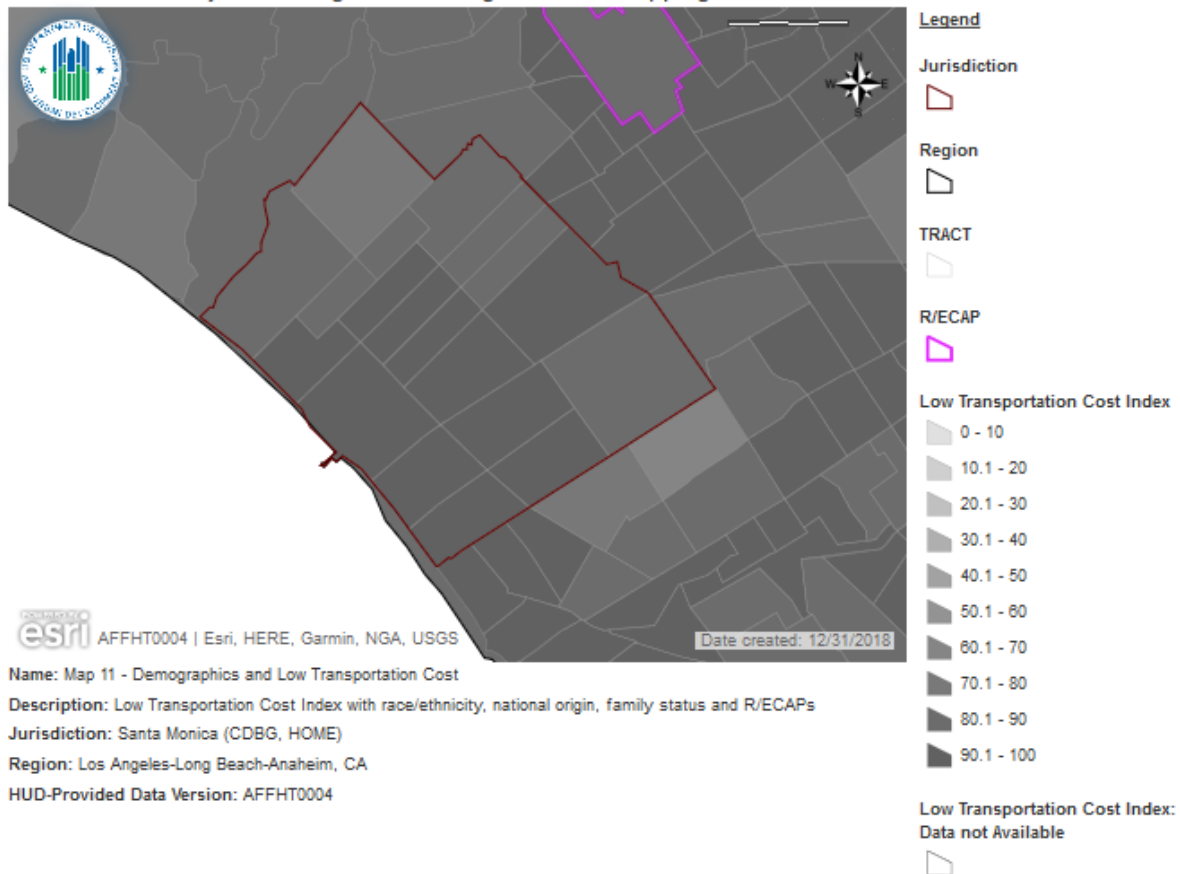 Legend
Jurisdiction
Region
TRACT
R/ECAP
Low Transportation Cost Index
0 - 10
10.1 - 20
20.1 - 30
30.1 - 40
40.1 - 50
50.1 - 60
60.1 - 70
70.1 - 80
80.1 - 90
90.1 - 100
Low Transportation Cost Index:
Data not Available
N
W E
S
POWERED BY
esri
AFFHT0004 | Esri, HERE, Garmin, NGA, USGS
Date created: 12/31/2018
Name: Map 11 - Demographics and Low Transportation Cost
Description: Low Transportation Cost Index with race/ethnicity, national origin, family status and R/ECAPs
Jurisdiction: Santa Monica (CDBG, HOME)
Region: Los Angeles-Long Beach-Anaheim, CA
HUD-Provided Data Version: AFFHT0004